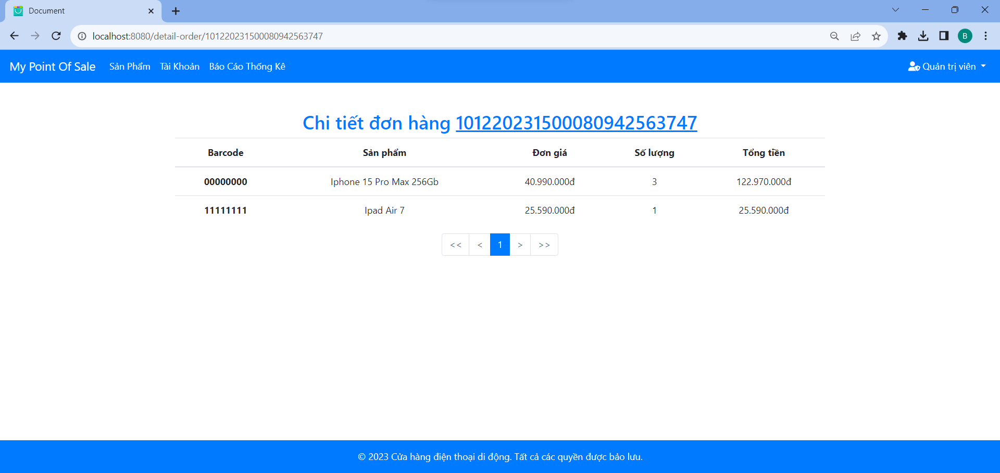 Document
localhost:8080/detail-order/101220231500080942563747
B
My Point Of Sale Sản Phẩm Tài Khoản Báo Cáo Thống Kê Quản trị viên
Chi tiết đơn hàng 101220231500080942563747
Barcode Sản phẩm Đơn giá Số lượng Tổng tiền
00000000 Iphone 15 Pro Max 256Gb 40.990.000đ 3 122.970.000đ
11111111 Ipad Air 7 25.590.000đ 1 25.590.000đ
<< < 1 > >>
© 2023 Cửa hàng điện thoại di động. Tất cả các quyền được bảo lưu.